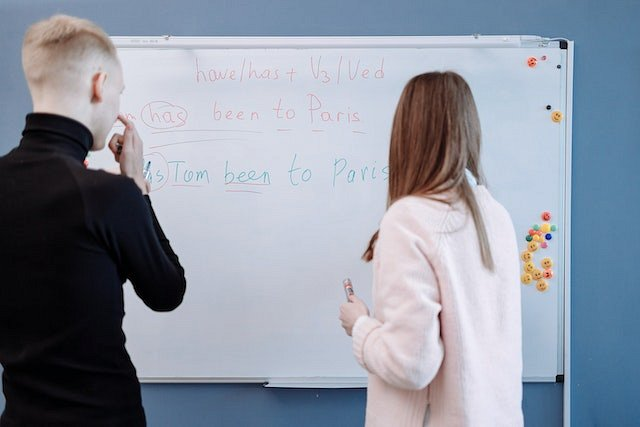 have/has + V3/Ved
has been to Paris
Tom been to Paris